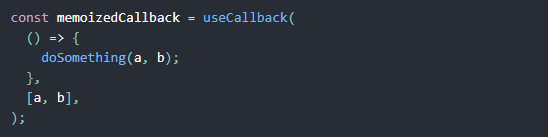 const memoizedCallback = useCallback(
  () => {
    doSomething(a, b);
  },
  [a, b],
);